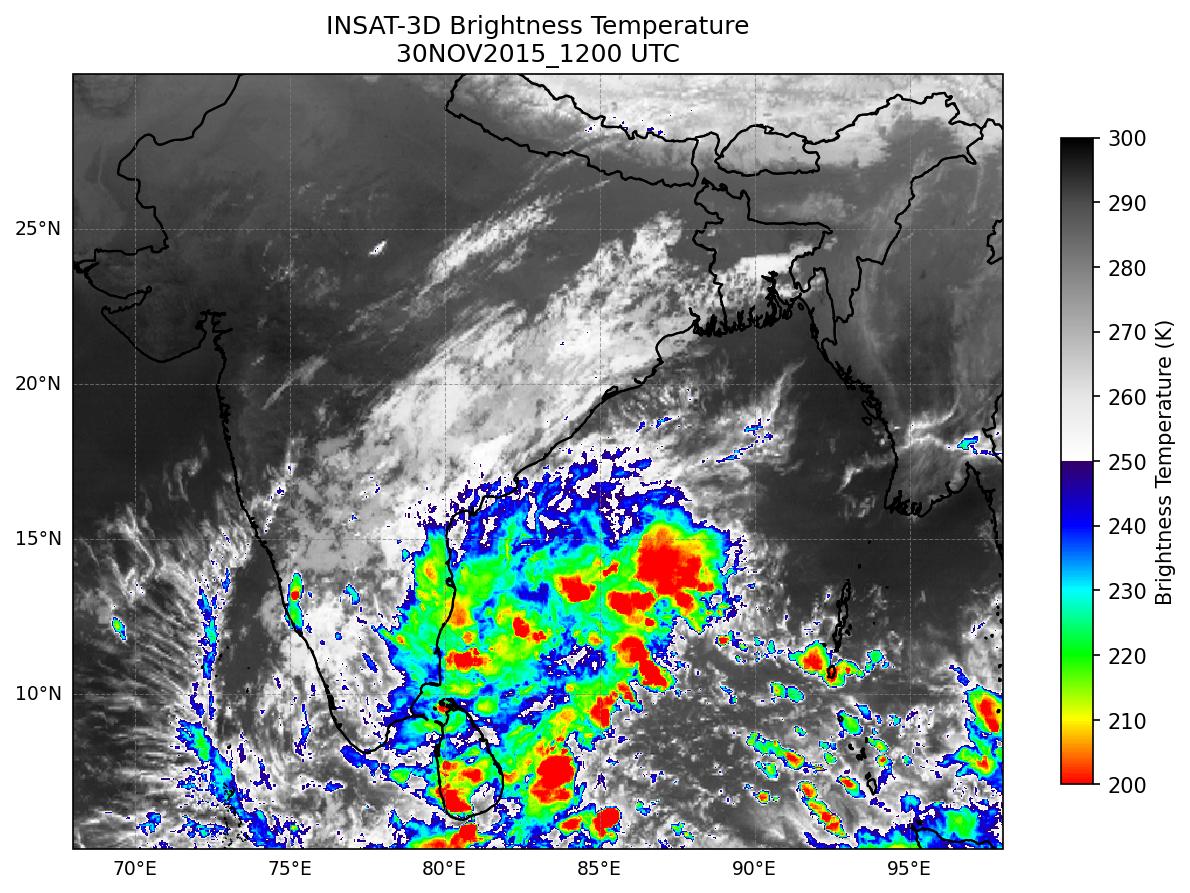 INSAT-3D Brightness Temperature
30NOV2015_1200 UTC
25°N
20°N
15°N
10°N
70°E
75°E
80°E
85°E
90°E
95°E
300
290
280
270
260
250
240
230
220
210
200
Brightness Temperature (K)